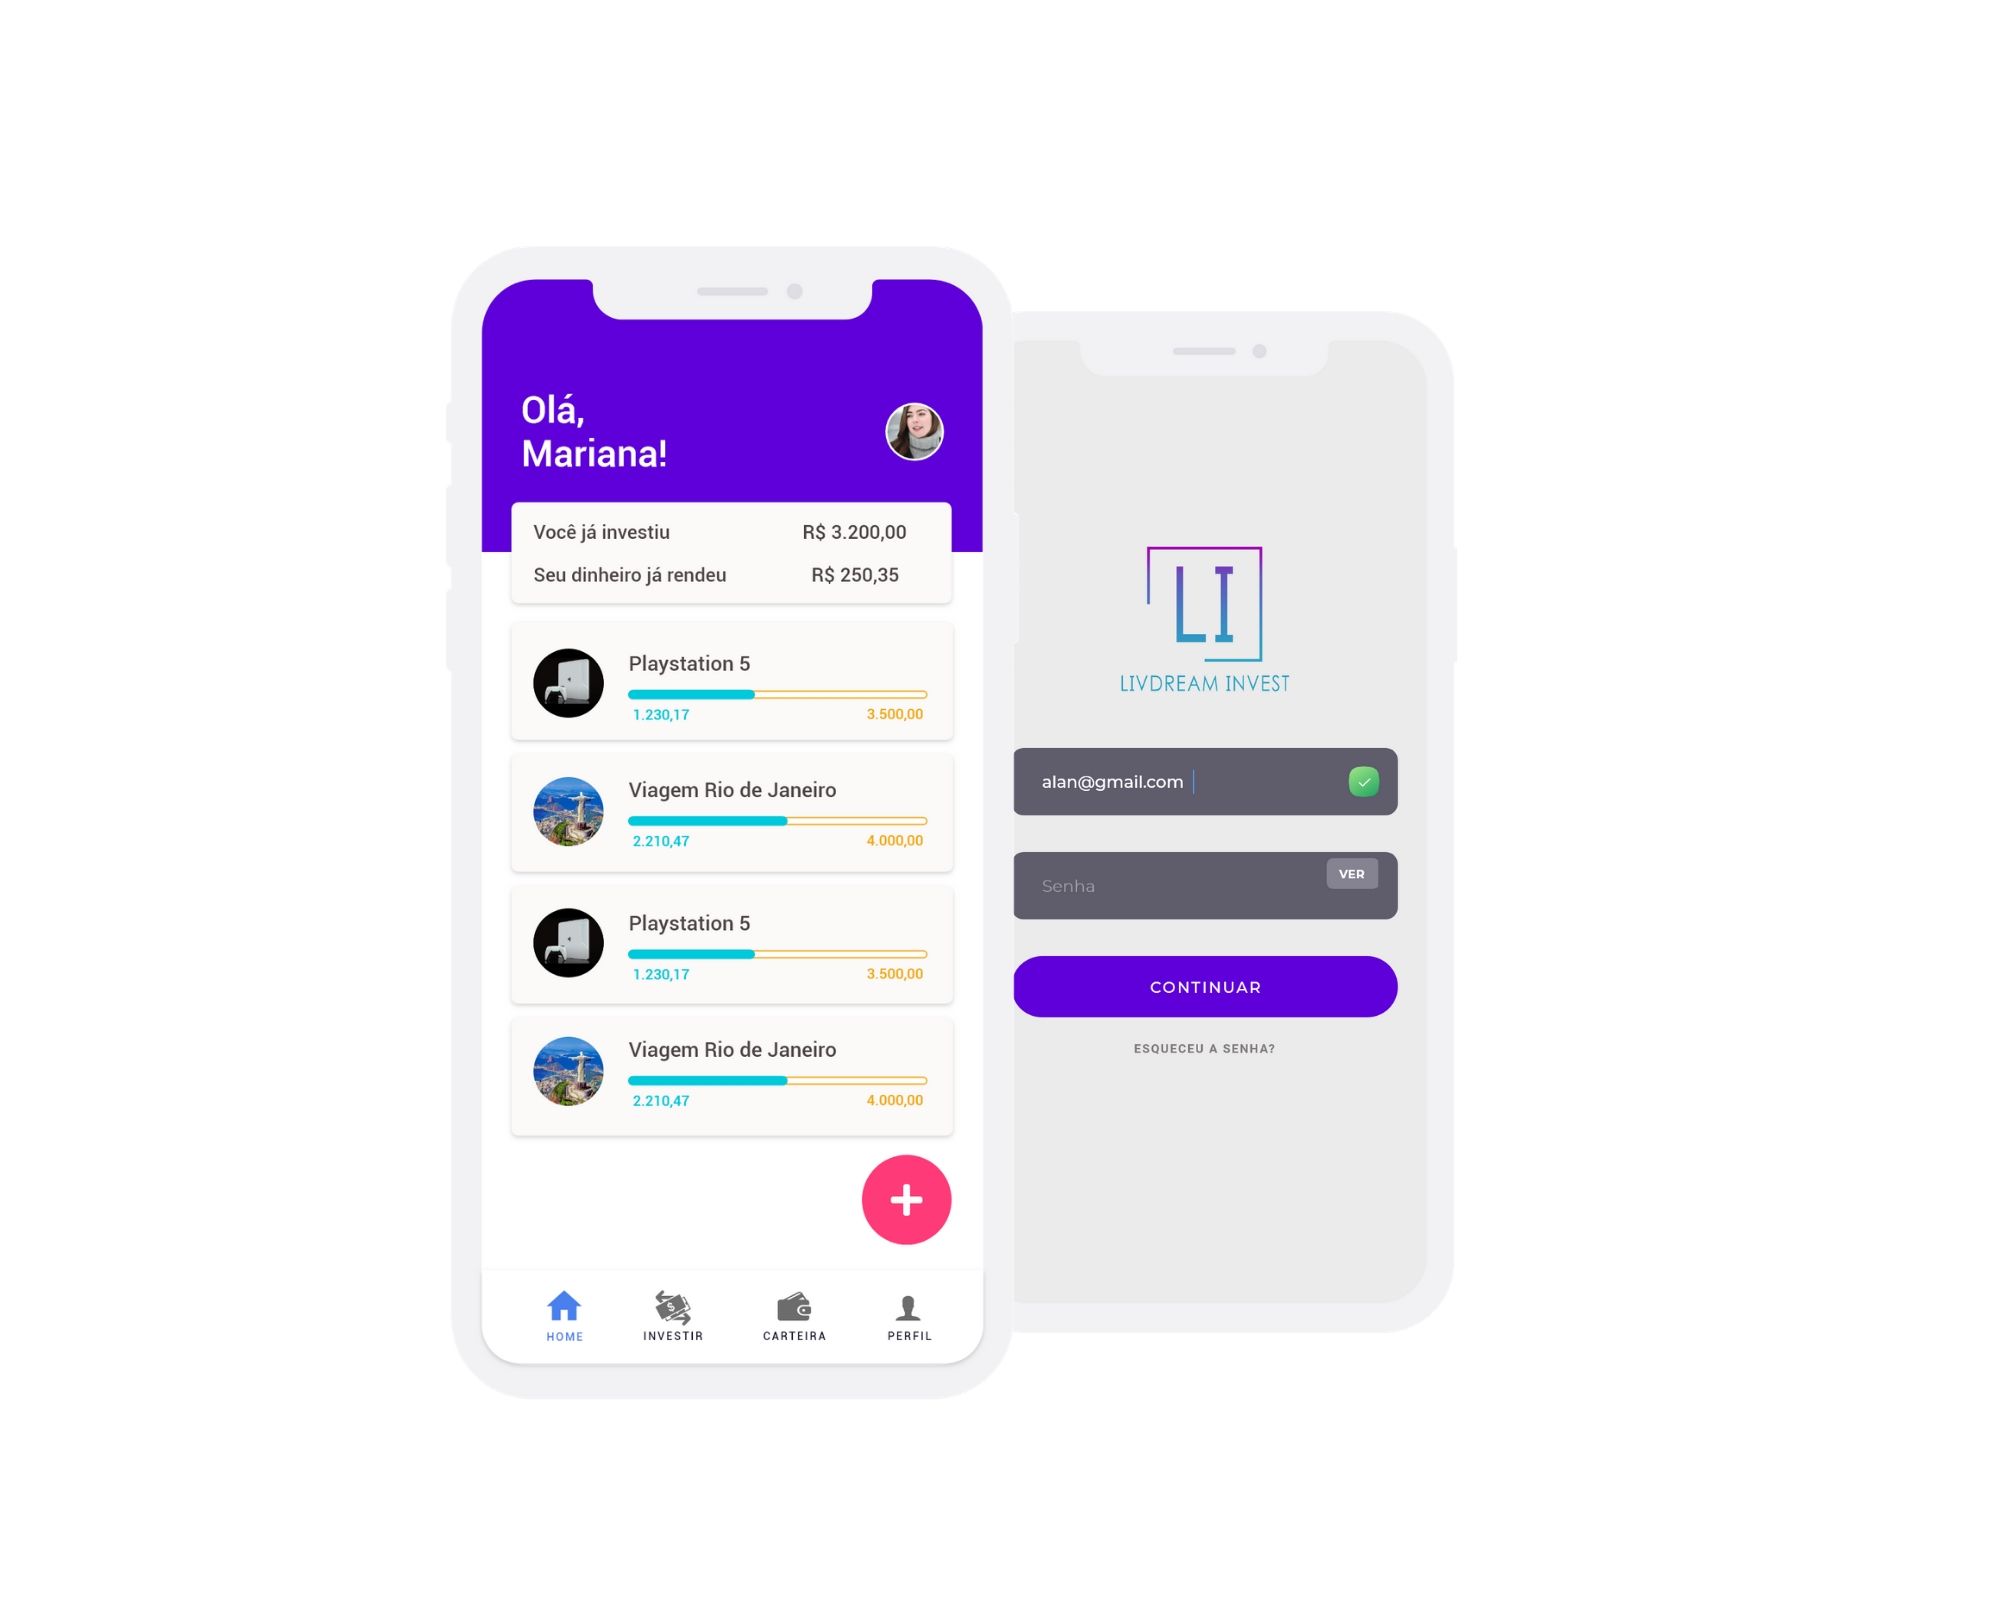 Olá,
Mariana!
Você já investiu R$ 3.200,00
Seu dinheiro já rendeu R$ 250,35
Playstation 5
1.230,17 3.500,00
Viagem Rio de Janeiro
2.210,47 4.000,00
Playstation 5
1.230,17 3.500,00
Viagem Rio de Janeiro
2.210,47 4.000,00
HOME INVESTIR CARTEIRA PERFIL
LI
LIVDREAM INVEST
alan@gmail.com
Senha VER
CONTINUAR
ESQUECEU A SENHA?